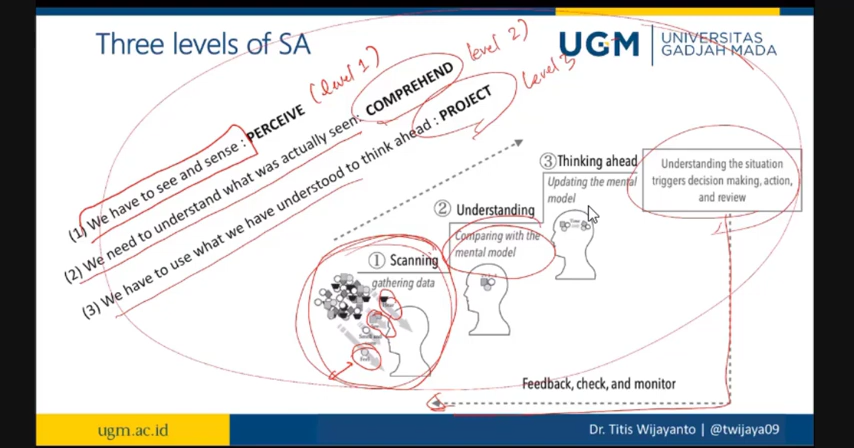 Three levels of SA
UGM
UNIVERSITAS
GADJAH MADA
(1) We have to see and sense : PERCEIVE (level 1)
(2) We need to understand what was actually seen: COMPREHEND level 2)
(3) We have to use what we have understood to think ahead : PROJECT (level 3
③ Thinking ahead
Updating the mental
model
Understanding the situation
triggers decision making, action,
and review
② Understanding
Comparing with the
mental model
① Scanning
gathering data
Hear
Feel
Feedback, check, and monitor
ugm.ac.id
Dr. Titis Wijayanto | @twijaya09